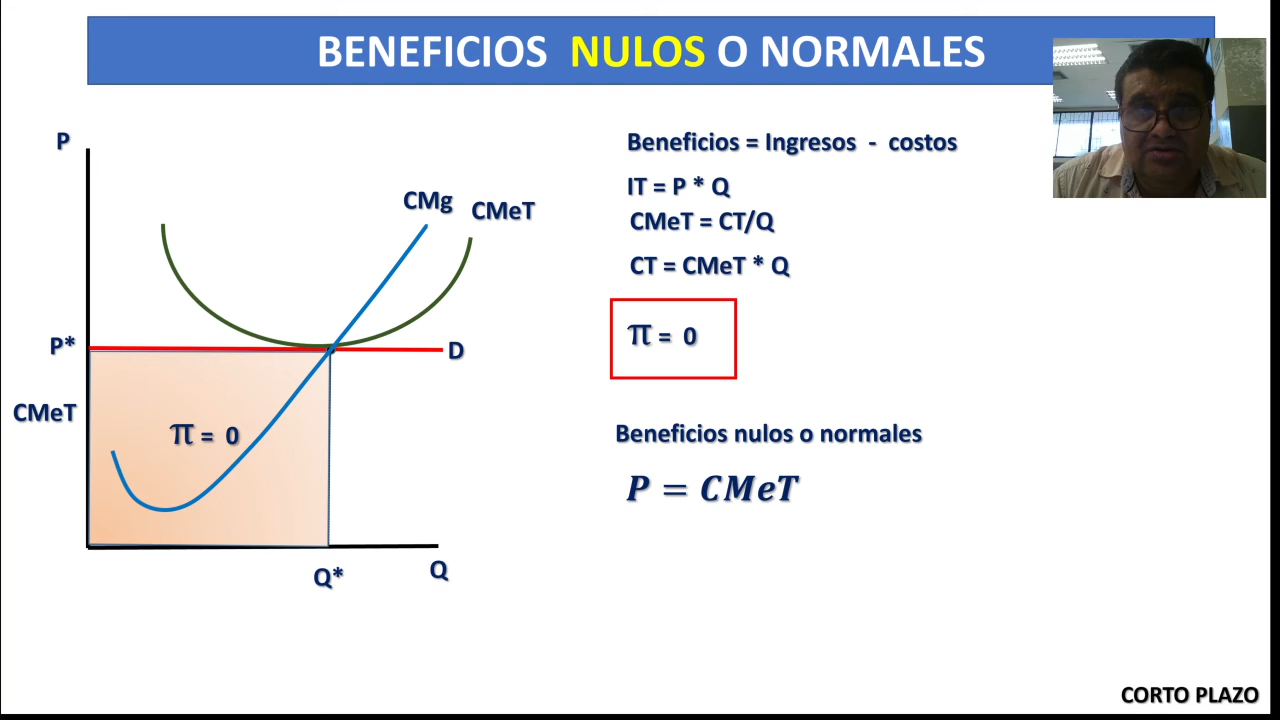 BENEFICIOS NULOS O NORMALES
P
CMg
CMeT
P*
D
CMeT
π = 0
Q*
Q
Beneficios = Ingresos - costos
IT = P * Q
CMeT = CT/Q
CT = CMeT * Q
π = 0
Beneficios nulos o normales
P = CMeT
CORTO PLAZO